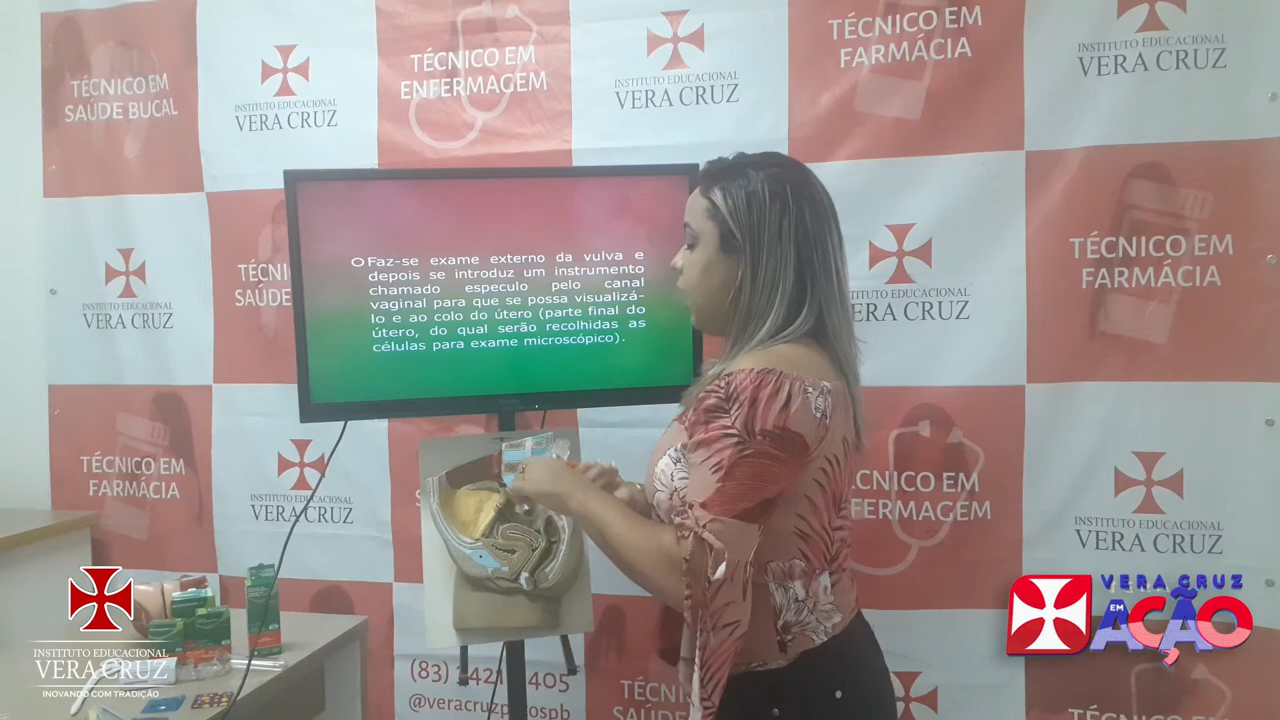 TÉCNICO EM
SAÚDE BUCAL
INSTITUTO EDUCACIONAL
VERA CRUZ
TÉCNICO EM
ENFERMAGEM
INSTITUTO EDUCACIONAL
VERA CRUZ
TÉCNICO EM
FARMÁCIA
INSTITUTO EDUCACIONAL
VERA CRUZ
INSTITUTO EDUCACIONAL
VERA CRUZ
Faz-se exame externo da vulva e
depois se introduz um instrumento
chamado especulo pelo canal
vaginal para que se possa visualizá-
lo e ao colo do útero (parte final do
útero, do qual serão recolhidas as
células para exame microscópico).
INSTITUTO EDUCACIONAL
VERA CRUZ
TÉCNICO EM
FARMÁCIA
TÉCNICO EM
FARMÁCIA
INSTITUTO EDUCACIONAL
VERA CRUZ
INSTITUTO EDUCACIONAL
VERA CRUZ
INSTITUTO EDUCACIONAL
VERA CRUZ
INOVANDO COM TRADIÇÃO
(83)
405
TÉCNICO EM
VERA CRUZ
EM
AÇÃO